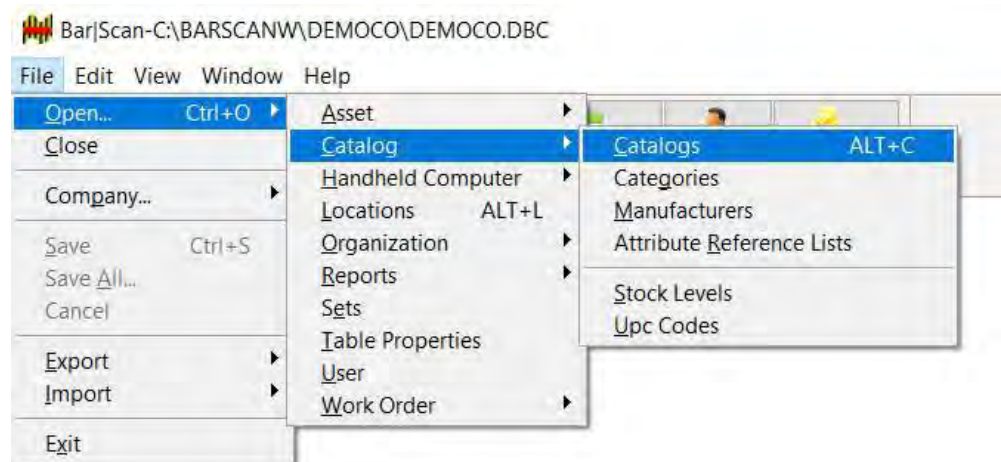 Bar|Scan-C:\BARSCANW\DEMOCO\DEMOCO.DBC
File Edit View Window Help
Open... Ctrl+O
Close
Company...
Save Ctrl+S
Save All...
Cancel
Export
Import
Exit
Asset
Catalog
Handheld Computer
Locations ALT+L
Organization
Reports
Sets
Table Properties
User
Work Order
Catalogs ALT+C
Categories
Manufacturers
Attribute Reference Lists
Stock Levels
Upc Codes